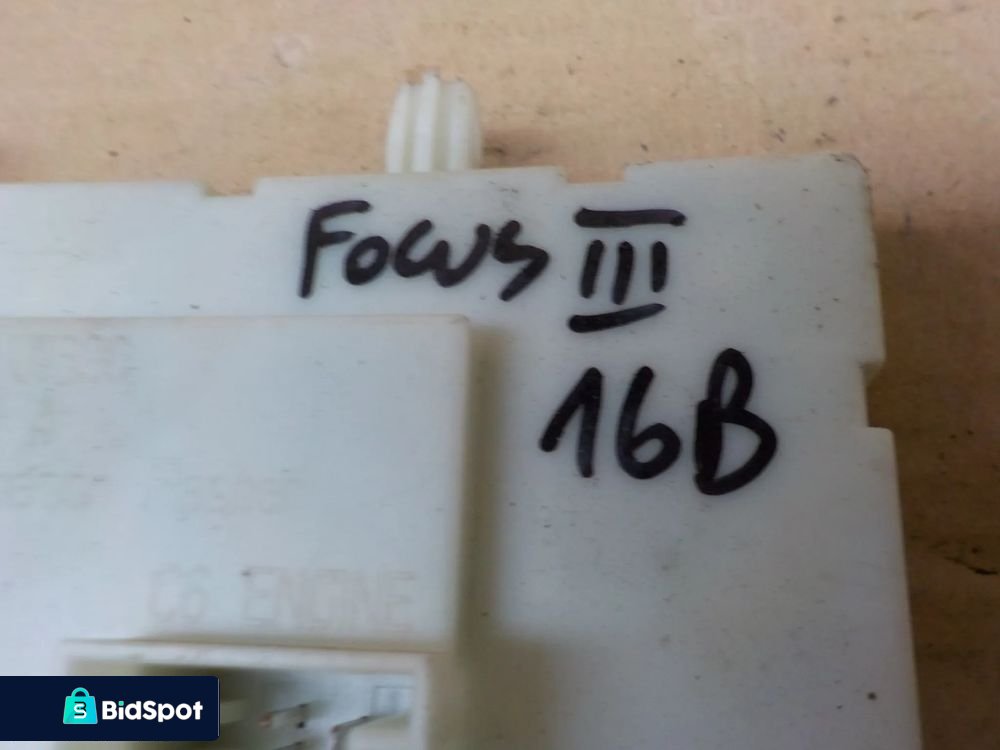 Focus III
16B
C6 ENGINE
BidSpot